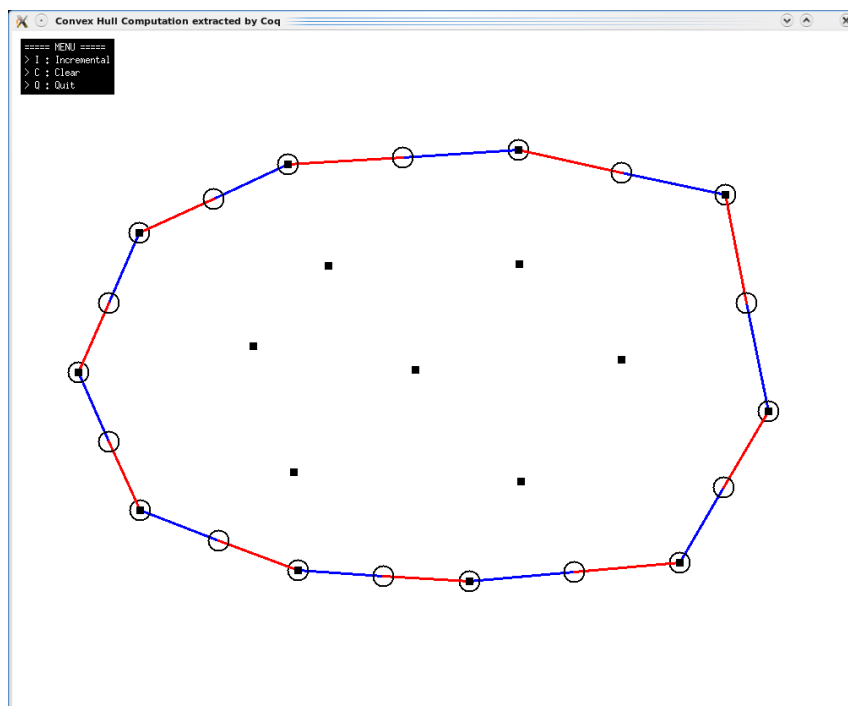 Convex Hull Computation extracted by Coq
===== MENU =====
> I : Incremental
> C : Clear
> Q : Quit